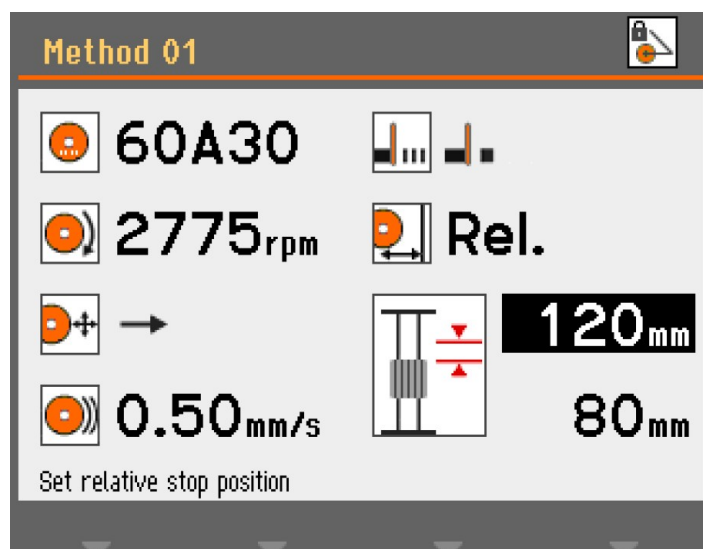 Method 01
60A30
2775rpm
Rel.
120mm
0.50mm/s
80mm
Set relative stop position